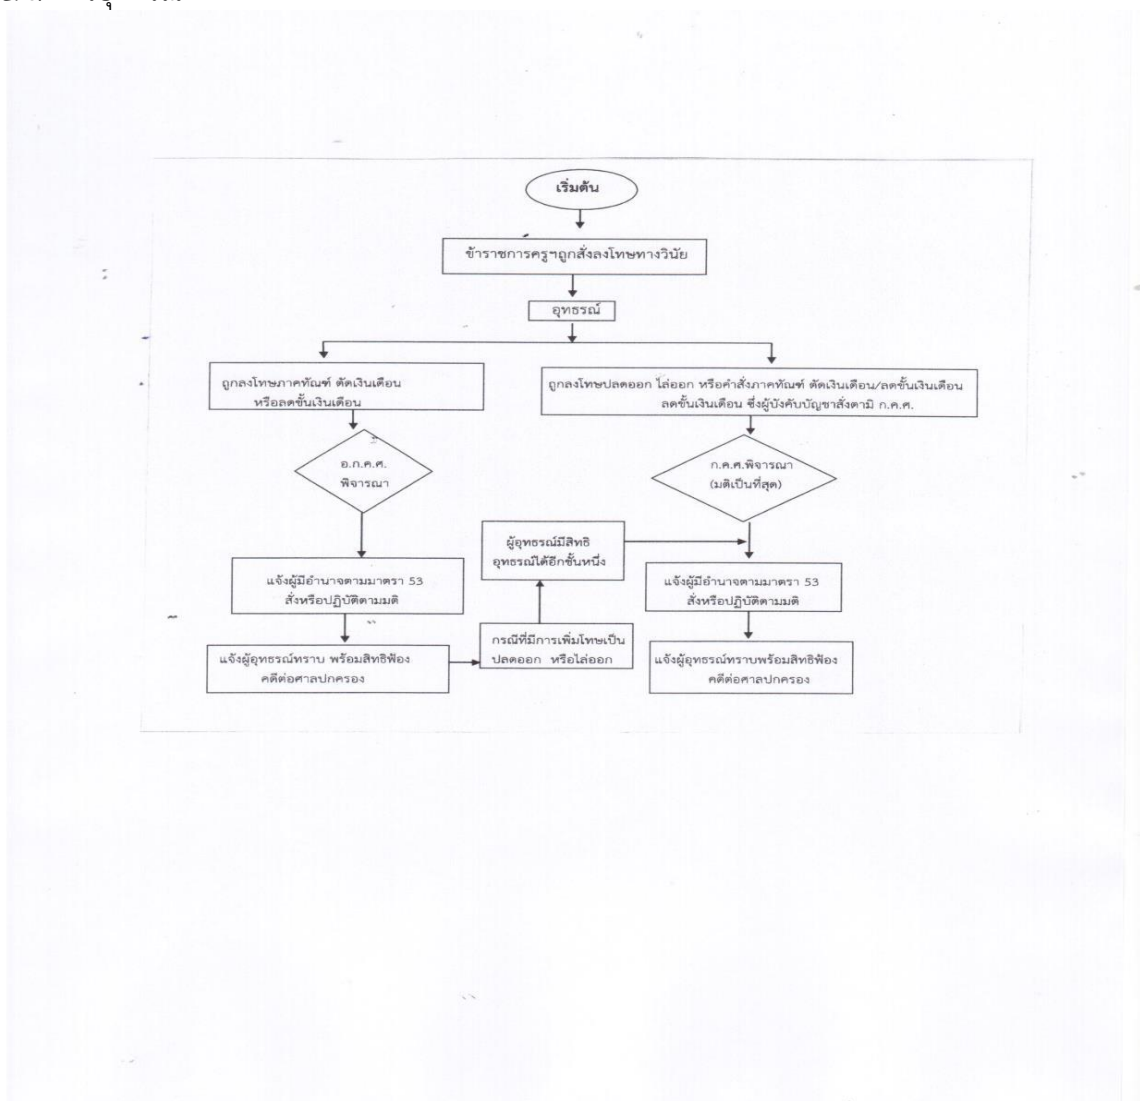 เริ่มต้น
ข้าราชการครูฯถูกสั่งลงโทษทางวินัย
อุทธรณ์
ถูกลงโทษภาคทัณฑ์ ตัดเงินเดือน
หรือลดขั้นเงินเดือน
ถูกลงโทษปลดออก ไล่ออก หรือคำสั่งภาคทัณฑ์ ตัดเงินเดือน/ลดขั้นเงินเดือน
ลดขั้นเงินเดือน ซึ่งผู้บังคับบัญชาสั่งตามมิ ก.ค.ศ.
อ.ก.ค.ศ.
พิจารณา
ก.ค.ศ.พิจารณา
(มติเป็นที่สุด)
ผู้อุทธรณ์มีสิทธิ
อุทธรณ์ได้อีกชั้นหนึ่ง
แจ้งผู้มีอำนาจตามมาตรา 53
สั่งหรือปฏิบัติตามมติ
แจ้งผู้มีอำนาจตามมาตรา 53
สั่งหรือปฏิบัติตามมติ
แจ้งผู้อุทธรณ์ทราบ พร้อมสิทธิฟ้อง
คดีต่อศาลปกครอง
กรณีที่มีการเพิ่มโทษเป็น
ปลดออก หรือไล่ออก
แจ้งผู้อุทธรณ์ทราบพร้อมสิทธิฟ้อง
คดีต่อศาลปกครอง